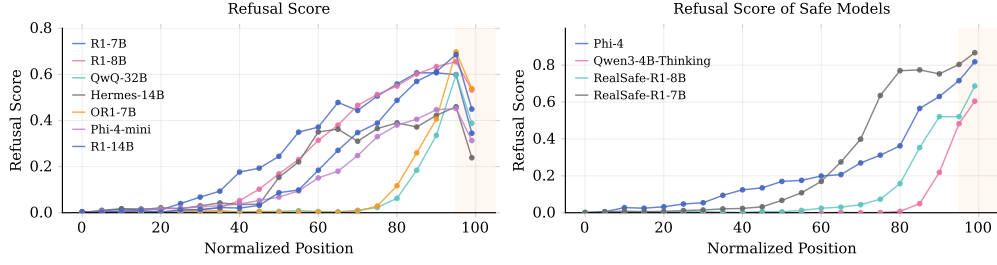 Refusal Score
Refusal Score
0.8
0.6
0.4
0.2
0.0
R1-7B
R1-8B
QwQ-32B
Hermes-14B
OR1-7B
Phi-4-mini
R1-14B
0
20
40
60
80
100
Normalized Position
Refusal Score of Safe Models
Refusal Score
0.8
0.6
0.4
0.2
0.0
Phi-4
Qwen3-4B-Thinking
RealSafe-R1-8B
RealSafe-R1-7B
0
20
40
60
80
100
Normalized Position